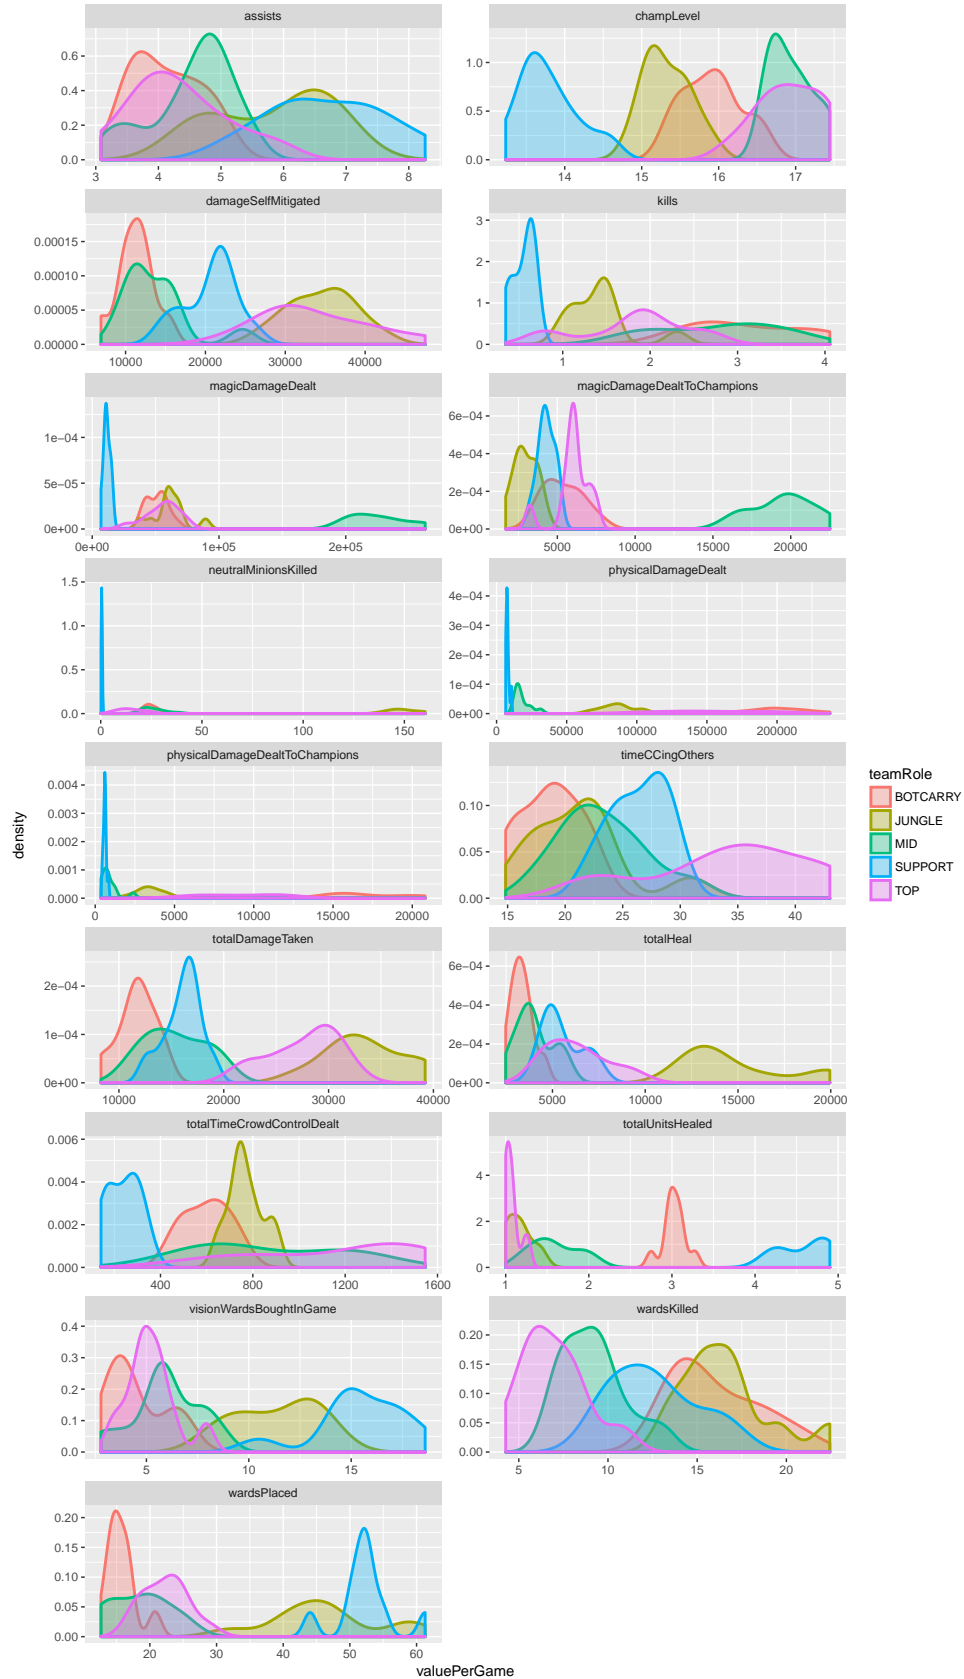 assists
0.6
0.4
0.2
0.0
3 4 5 6 7 8
champLevel
1.0
0.5
0.0
14 15 16 17
damageSelfMitigated
0.00015
0.00010
0.00005
0.00000
10000 20000 30000 40000
kills
3
2
1
0
1 2 3 4
magicDamageDealt
1e−04
5e−05
0e+00
0e+00 1e+05 2e+05
magicDamageDealtToChampions
6e−04
4e−04
2e−04
0e+00
5000 10000 15000 20000
neutralMinionsKilled
1.5
1.0
0.5
0.0
0 50 100 150
physicalDamageDealt
4e−04
3e−04
2e−04
1e−04
0e+00
0 50000 100000 150000 200000
physicalDamageDealtToChampions
0.004
0.003
0.002
0.001
0.000
0 5000 10000 15000 20000
timeCCingOthers
0.10
0.05
0.00
15 20 25 30 35 40
totalDamageTaken
2e−04
1e−04
0e+00
10000 20000 30000 40000
totalHeal
6e−04
4e−04
2e−04
0e+00
5000 10000 15000 20000
totalTimeCrowdControlDealt
0.006
0.004
0.002
0.000
400 800 1200 1600
totalUnitsHealed
4
2
0
1 2 3 4 5
visionWardsBoughtInGame
0.4
0.3
0.2
0.1
0.0
5 10 15
wardsKilled
0.20
0.15
0.10
0.05
0.00
5 10 15 20
wardsPlaced
0.20
0.15
0.10
0.05
0.00
20 30 40 50 60
valuePerGame
density
teamRole
BOTCARRY
JUNGLE
MID
SUPPORT
TOP